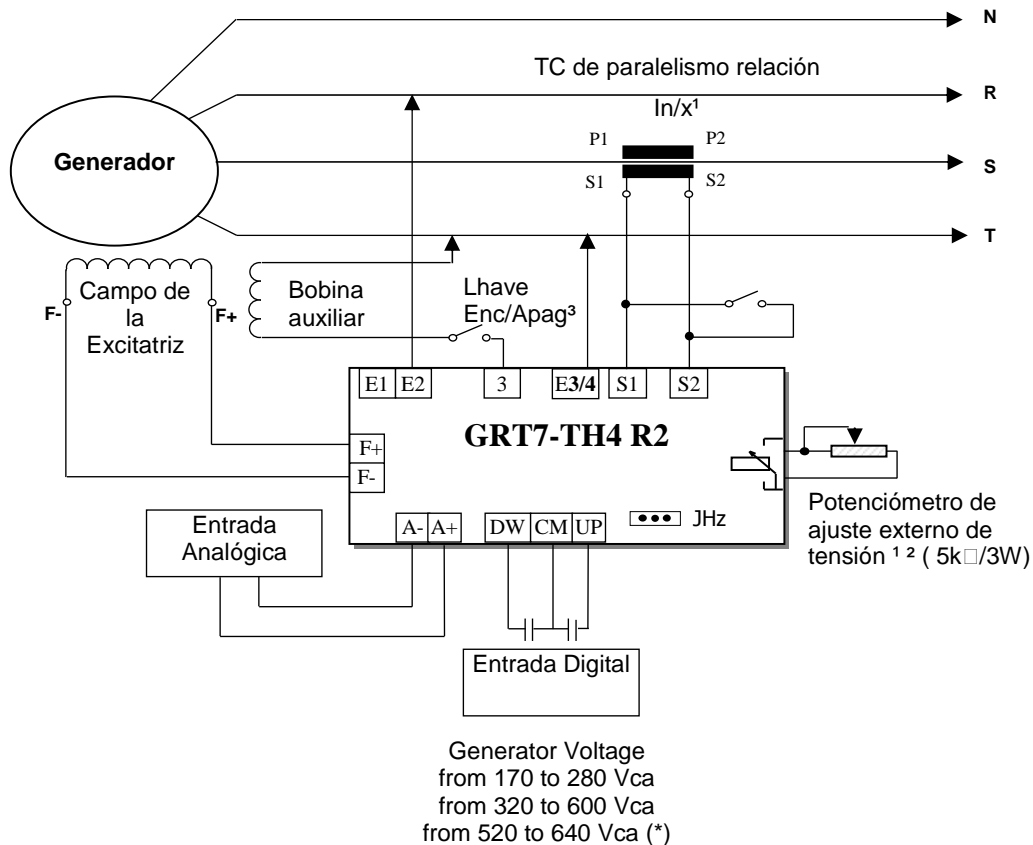 N
TC de paralelismo relación
R
In/x¹
P1
P2
Generador
S
S1
S2
T
Campo de
la
Excitatriz
F-
F+
Bobina
auxiliar
Lhave
Enc/Apag³
E1
E2
3
E3/4
S1
S2
GRT7-TH4 R2
F+
F-
Entrada
Analógica
A-
A+
DW
CM
UP
JHz
Potenciómetro de
ajuste externo de
tensión ¹ ² ( 5k□/3W)
Entrada Digital
Generator Voltage
from 170 to 280 Vca
from 320 to 600 Vca
from 520 to 640 Vca (*)